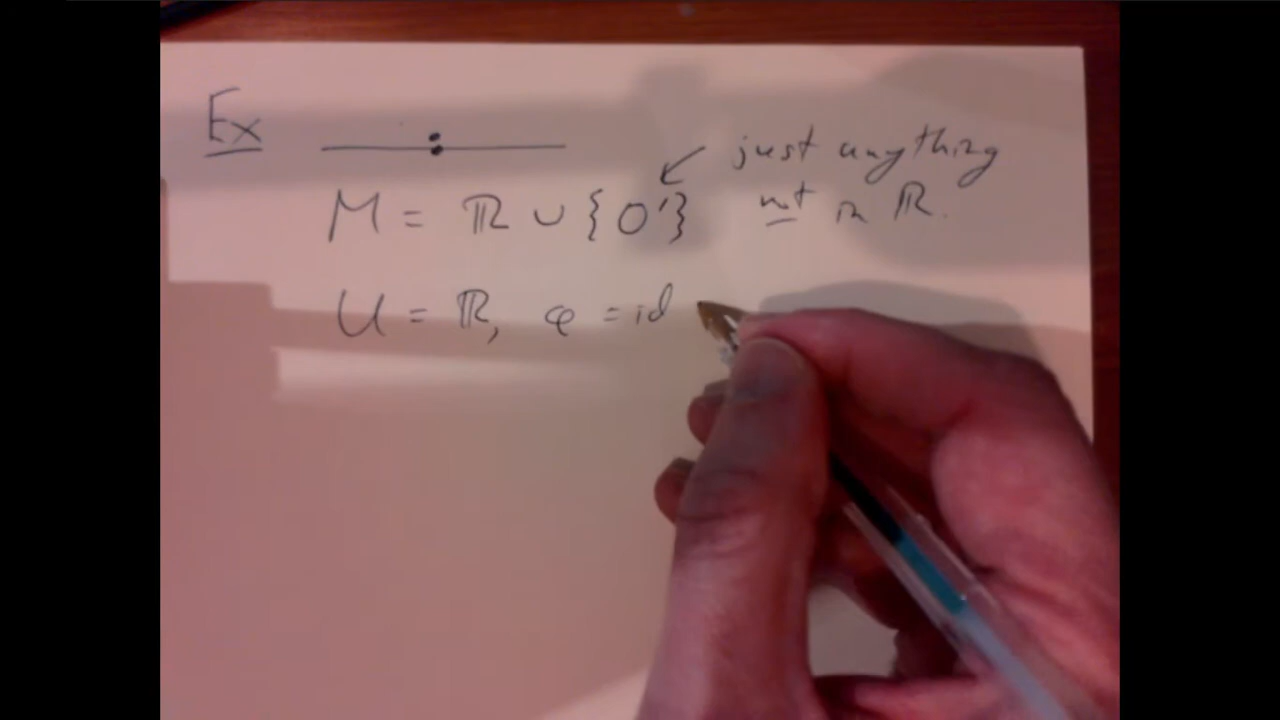 Ex
just anything
M = ℝ ∪ {0'} not in ℝ.
U = ℝ, φ = id